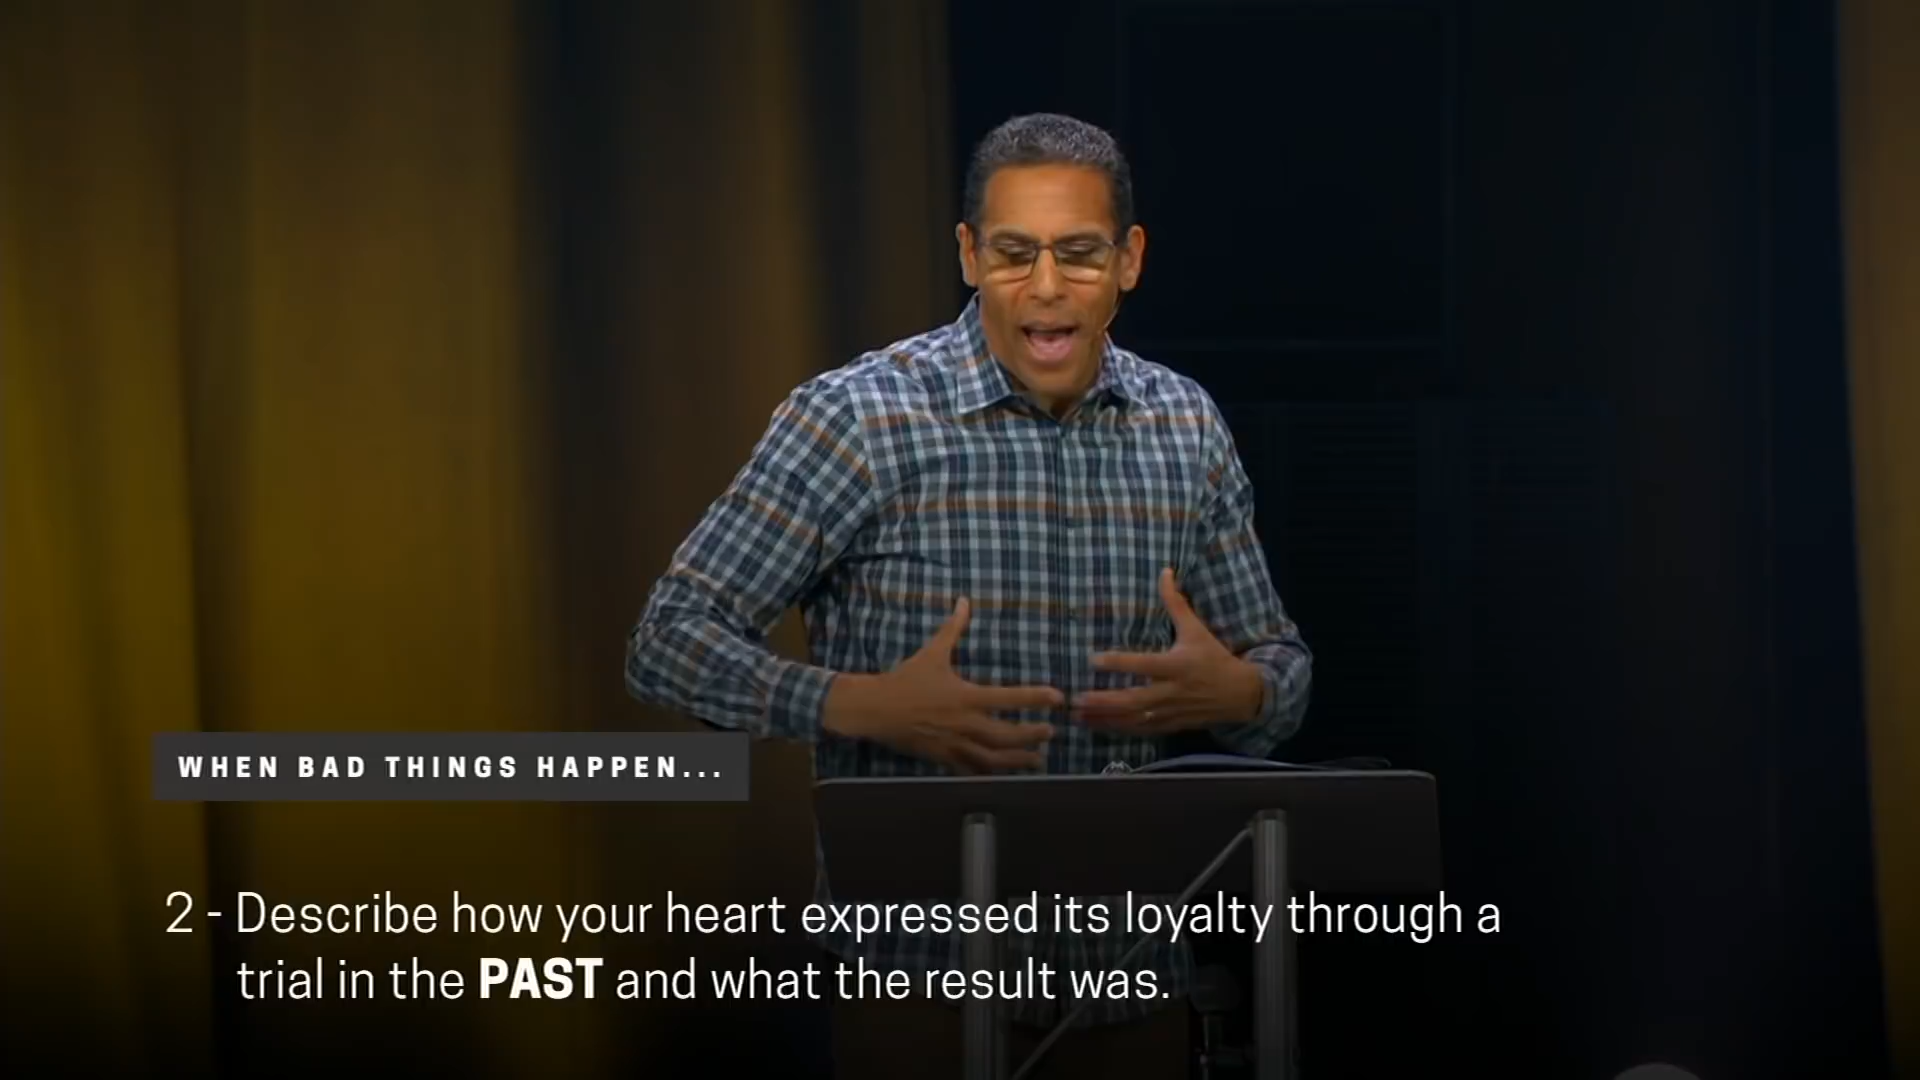 WHEN BAD THINGS HAPPEN...
2 - Describe how your heart expressed its loyalty through a
trial in the PAST and what the result was.